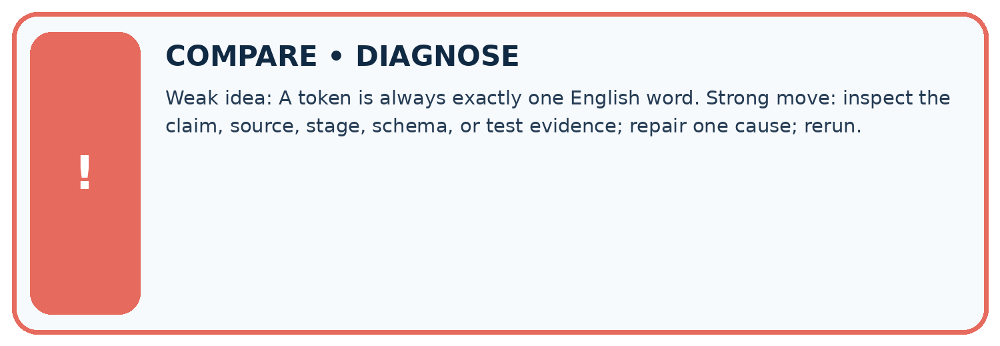 COMPARE • DIAGNOSE
Weak idea: A token is always exactly one English word. Strong move: inspect the
claim, source, stage, schema, or test evidence; repair one cause; rerun.
!